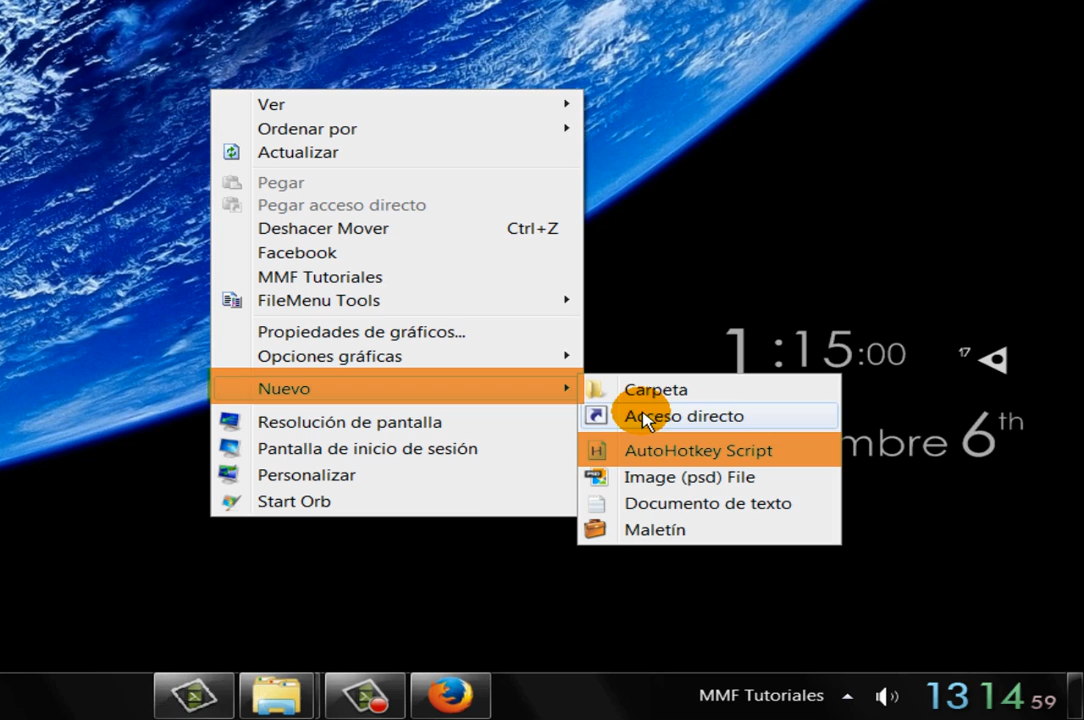 Ver
Ordenar por
Actualizar
Pegar
Pegar acceso directo
Deshacer Mover Ctrl+Z
Facebook
MMF Tutoriales
FileMenu Tools
Propiedades de gráficos...
Opciones gráficas
Nuevo
Resolución de pantalla
Pantalla de inicio de sesión
Personalizar
Start Orb
Carpeta
Acceso directo
AutoHotkey Script
Image (psd) File
Documento de texto
Maletín
1:15:00 17
mbre 6th
MMF Tutoriales 13 14 59